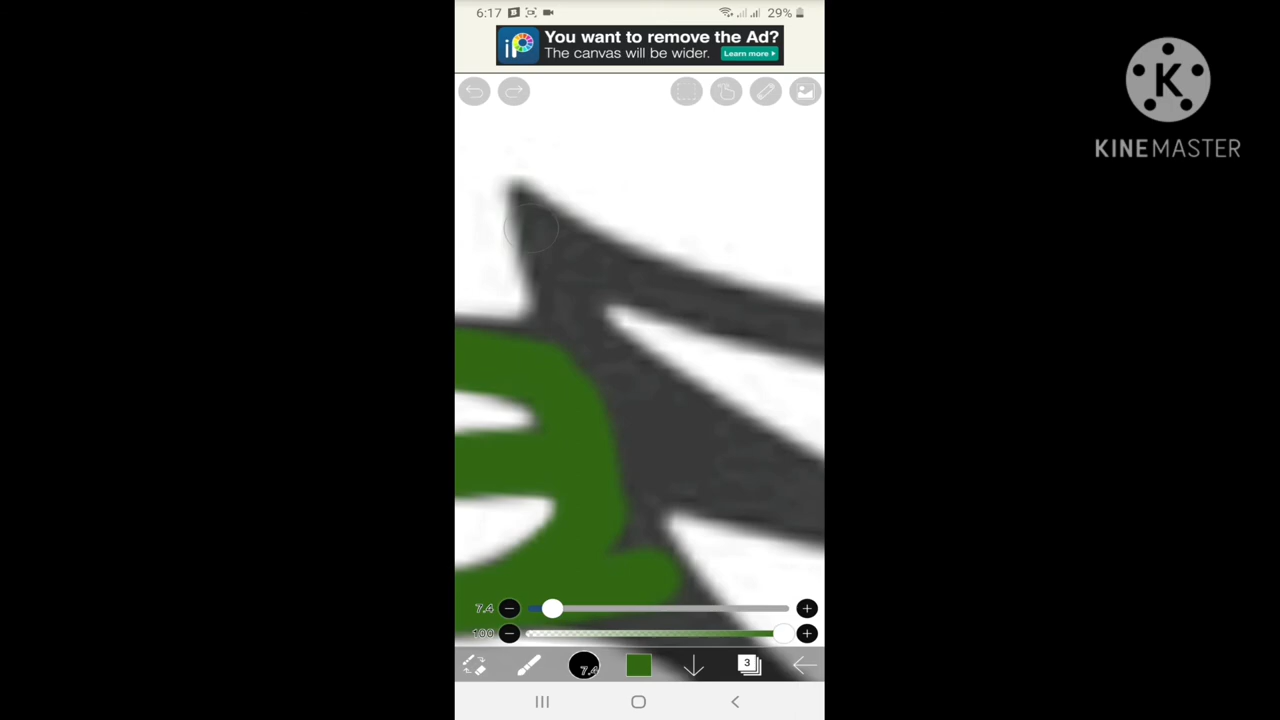 6:17
29%
iP
You want to remove the Ad?
The canvas will be wider.
Learn more
K
KINEMASTER
7.4
100
7.4
3